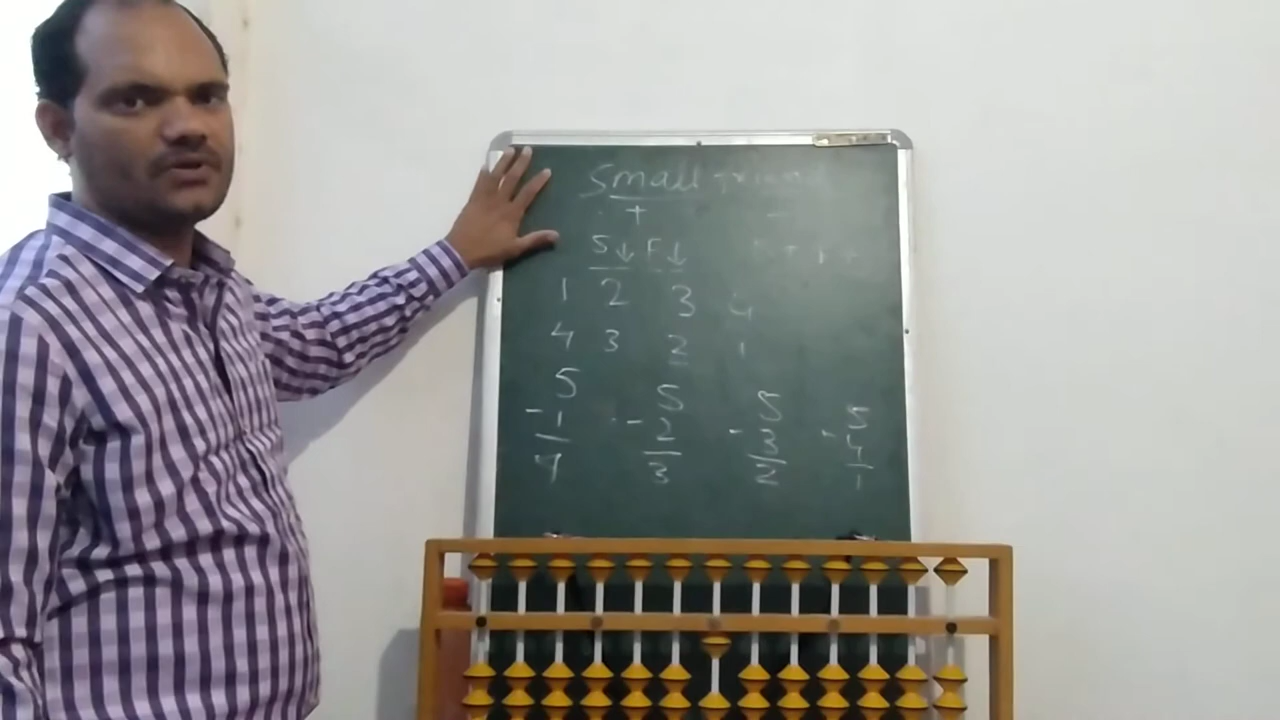 Small friend
+ -
S↓ F↓
1 2 3 4
4 3 2 1
5 5 5 5
-1 -2 -3 -4
4 3 2 1